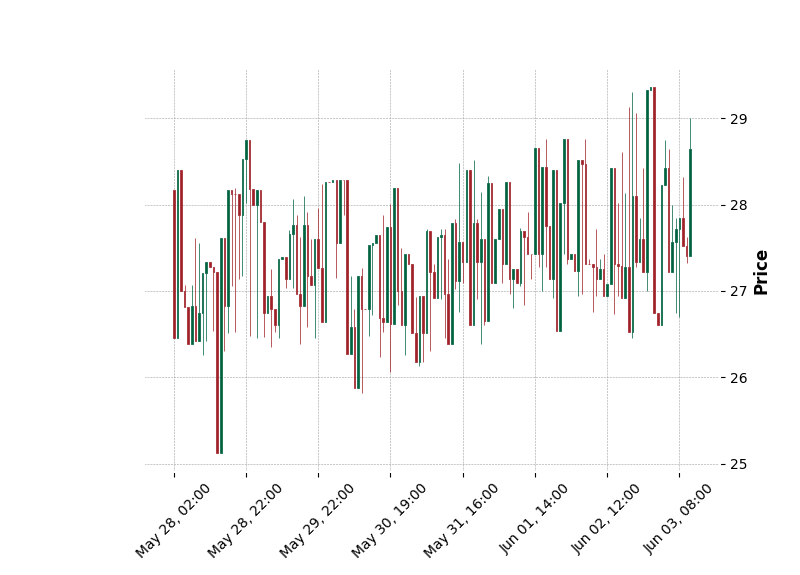 29
28
27
26
25
Price
May 28, 02:00
May 28, 22:00
May 29, 22:00
May 30, 19:00
May 31, 16:00
Jun 01, 14:00
Jun 02, 12:00
Jun 03, 08:00